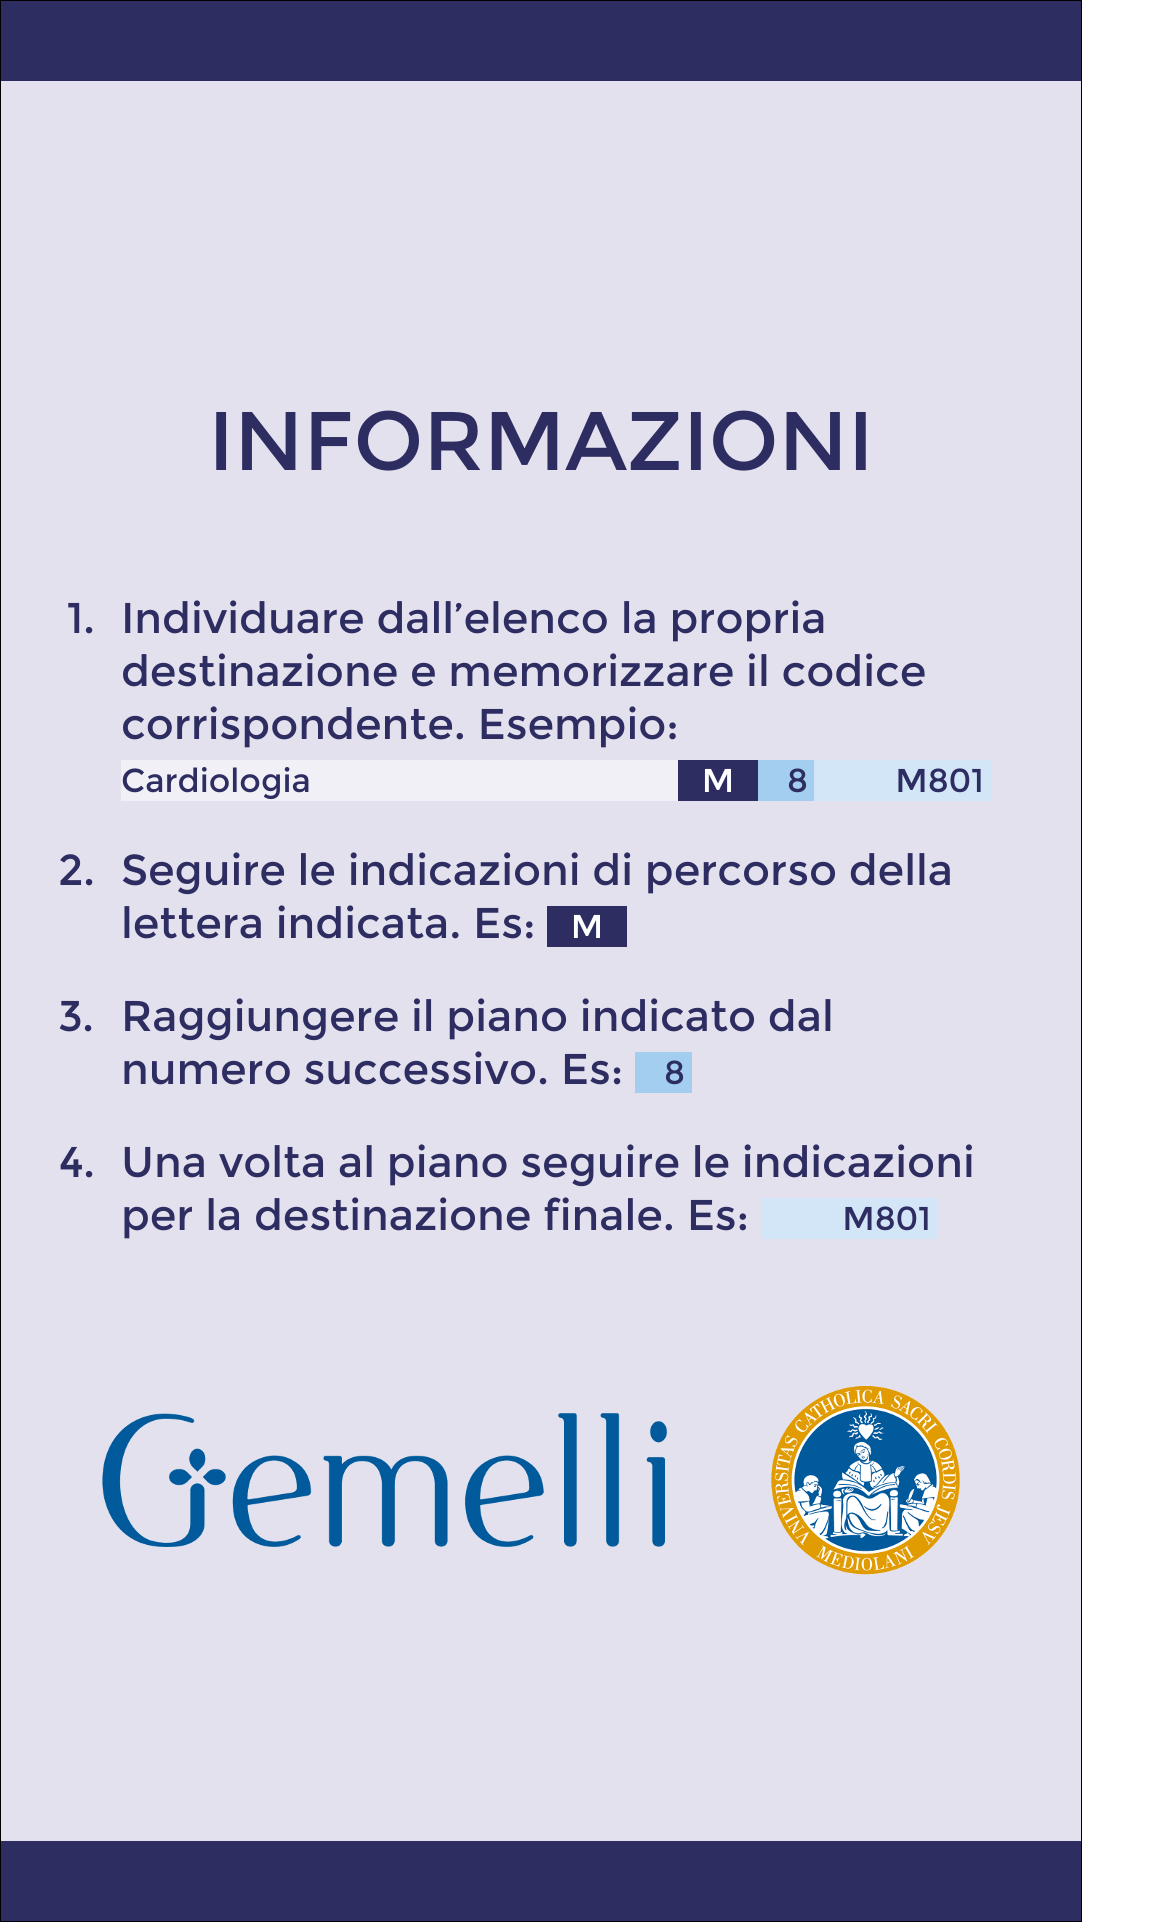 INFORMAZIONI
1. Individuare dall’elenco la propria
destinazione e memorizzare il codice
corrispondente. Esempio:
Cardiologia M 8 M801
2. Seguire le indicazioni di percorso della
lettera indicata. Es: M
3. Raggiungere il piano indicato dal
numero successivo. Es: 8
4. Una volta al piano seguire le indicazioni
per la destinazione finale. Es: M801
Gemelli
VNIVERSITAS CATHOLICA SACRI CORDIS JESV
MEDIOLANI